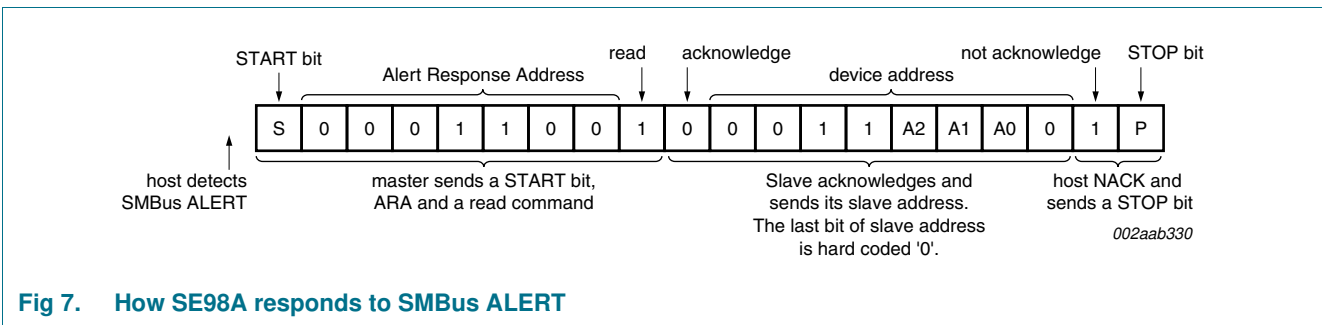 START bit
Alert Response Address
read
acknowledge
device address
not acknowledge
STOP bit
S 0 0 0 1 1 0 0 1 0 0 0 1 1 A2 A1 A0 0 1 P
host detects
SMBus ALERT
master sends a START bit,
ARA and a read command
Slave acknowledges and
sends its slave address.
The last bit of slave address
is hard coded '0'.
host NACK and
sends a STOP bit
002aab330
Fig 7. How SE98A responds to SMBus ALERT